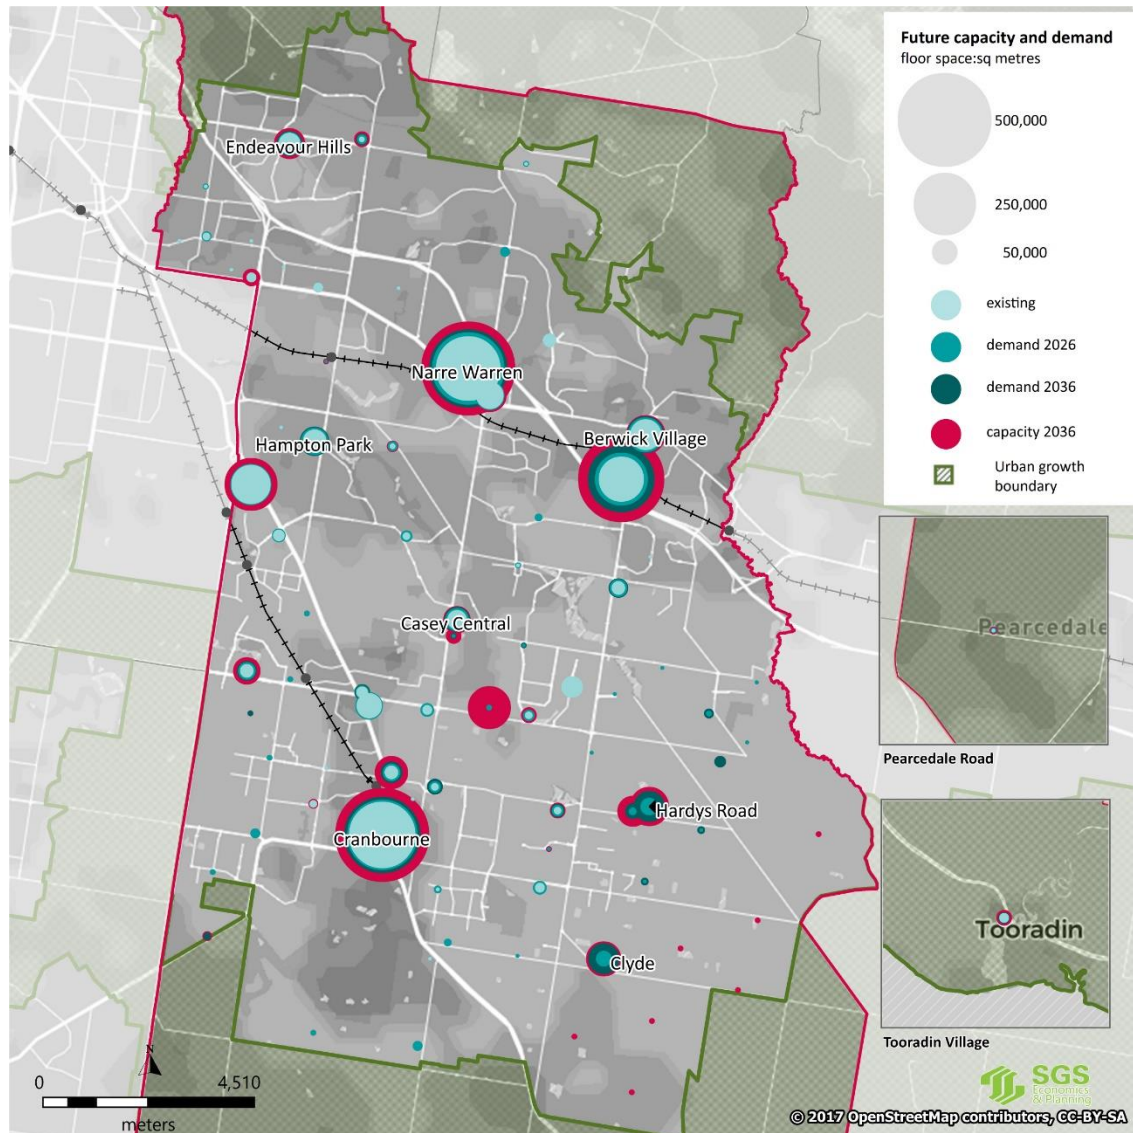 Future capacity and demand
floor space:sq metres
500,000
250,000
50,000
existing
demand 2026
demand 2036
capacity 2036
Urban growth
boundary
Endeavour Hills
Narre Warren
Berwick Village
Hampton Park
Casey Central
Hardys Road
Cranbourne
Clyde
Pearcedale
Pearcedale Road
Tooradin
Tooradin Village
N
0
4,510
meters
SGS
Economics
& Planning
© 2017 OpenStreetMap contributors, CC-BY-SA